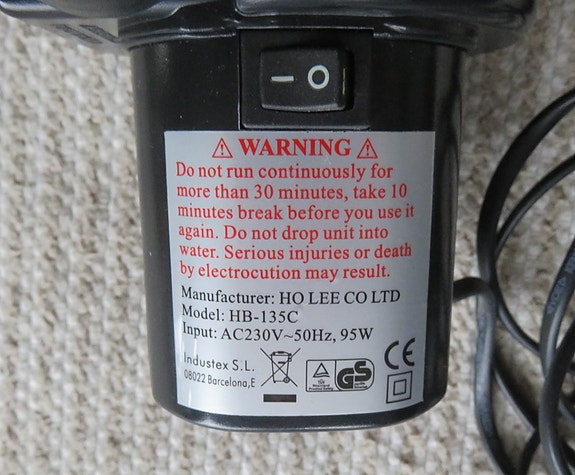 ⚠ WARNING ⚠
Do not run continuously for
more than 30 minutes, take 10
minutes break before you use it
again. Do not drop unit into
water. Serious injuries or death
by electrocution may result.
Manufacturer: HO LEE CO LTD
Model: HB-135C
Input: AC230V~50Hz, 95W
Industex S.L.
08022 Barcelona,E
GS
CE